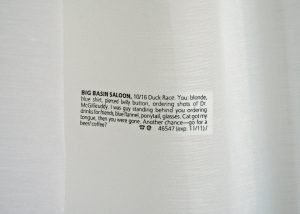 BIG BASIN SALOON, 10/16 Duck Race. You: blonde,
blue shirt, pierced belly button, ordering shots of Dr.
McGillicuddy. I was guy standing behind you ordering
drinks for friends, blue flannel, ponytail, glasses. Cat got my
tongue, then you were gone. Another chance—go for a
beer/ coffee?
☎ @ 46547 (exp. 11/11)